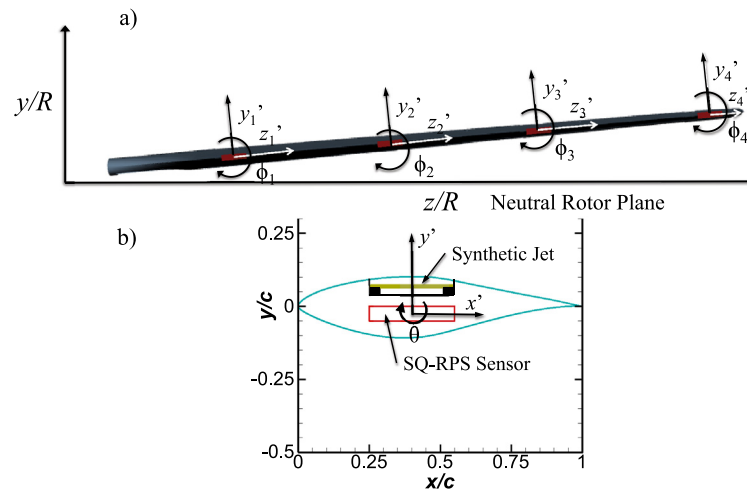 a)
y/R
y₁’ z₁’ ϕ₁
y₂’ z₂’ ϕ₂
y₃’ z₃’ ϕ₃
y₄’ z₄’ ϕ₄
z/R Neutral Rotor Plane
b)
0.25
0
-0.25
-0.5
y/c
y’
Synthetic Jet
x’
θ
SQ-RPS Sensor
0 0.25 0.5 0.75 1
x/c